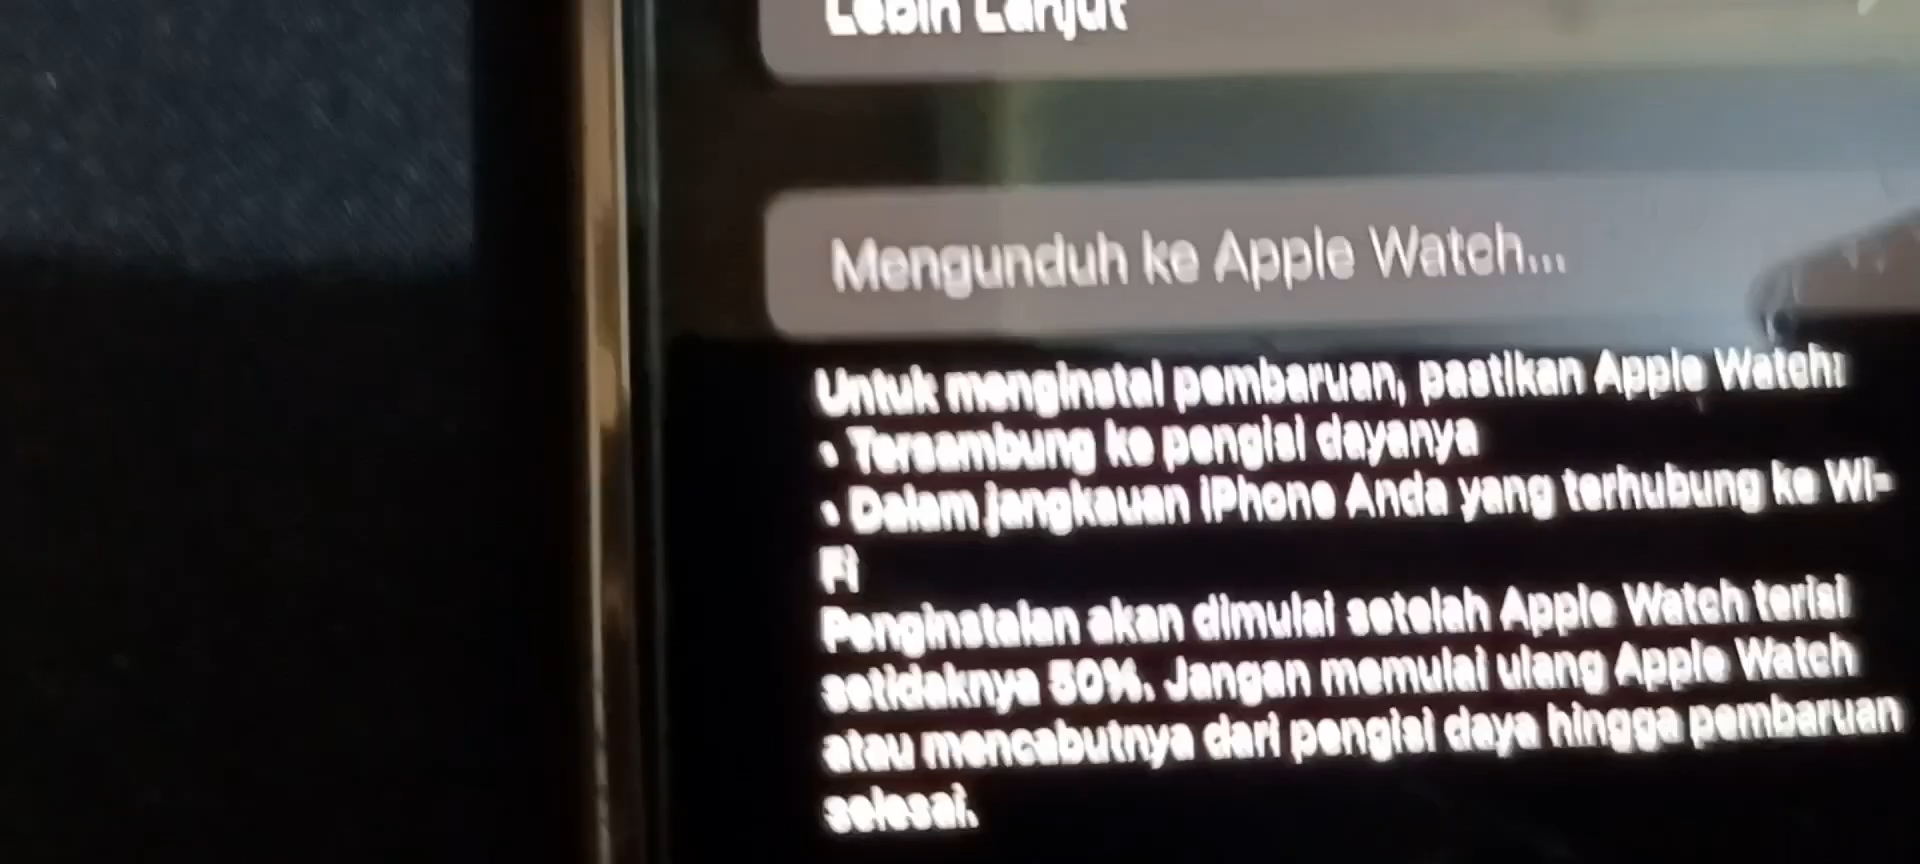 Lebih Lanjut
Mengunduh ke Apple Watch...
Untuk menginstal pembaruan, pastikan Apple Watch:
• Tersambung ke pengisi dayanya
• Dalam jangkauan iPhone Anda yang terhubung ke Wi-
Fi
Penginstalan akan dimulai setelah Apple Watch terisi
setidaknya 50%. Jangan memulai ulang Apple Watch
atau mencabutnya dari pengisi daya hingga pembaruan
selesai.